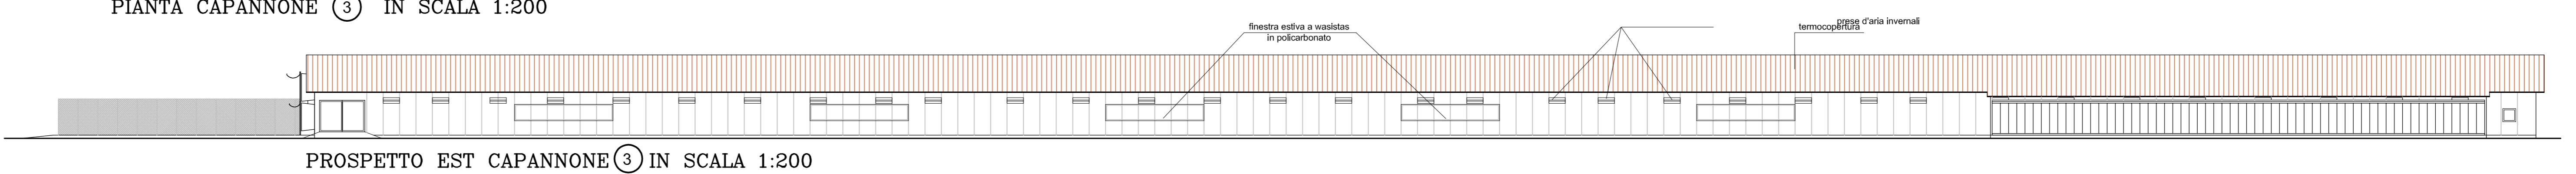 PIANTA CAPANNONE 3 IN SCALA 1:200
finestra estiva a wasistas
in policarbonato
prese d'aria invernali
termocopertura
PROSPETTO EST CAPANNONE 3 IN SCALA 1:200